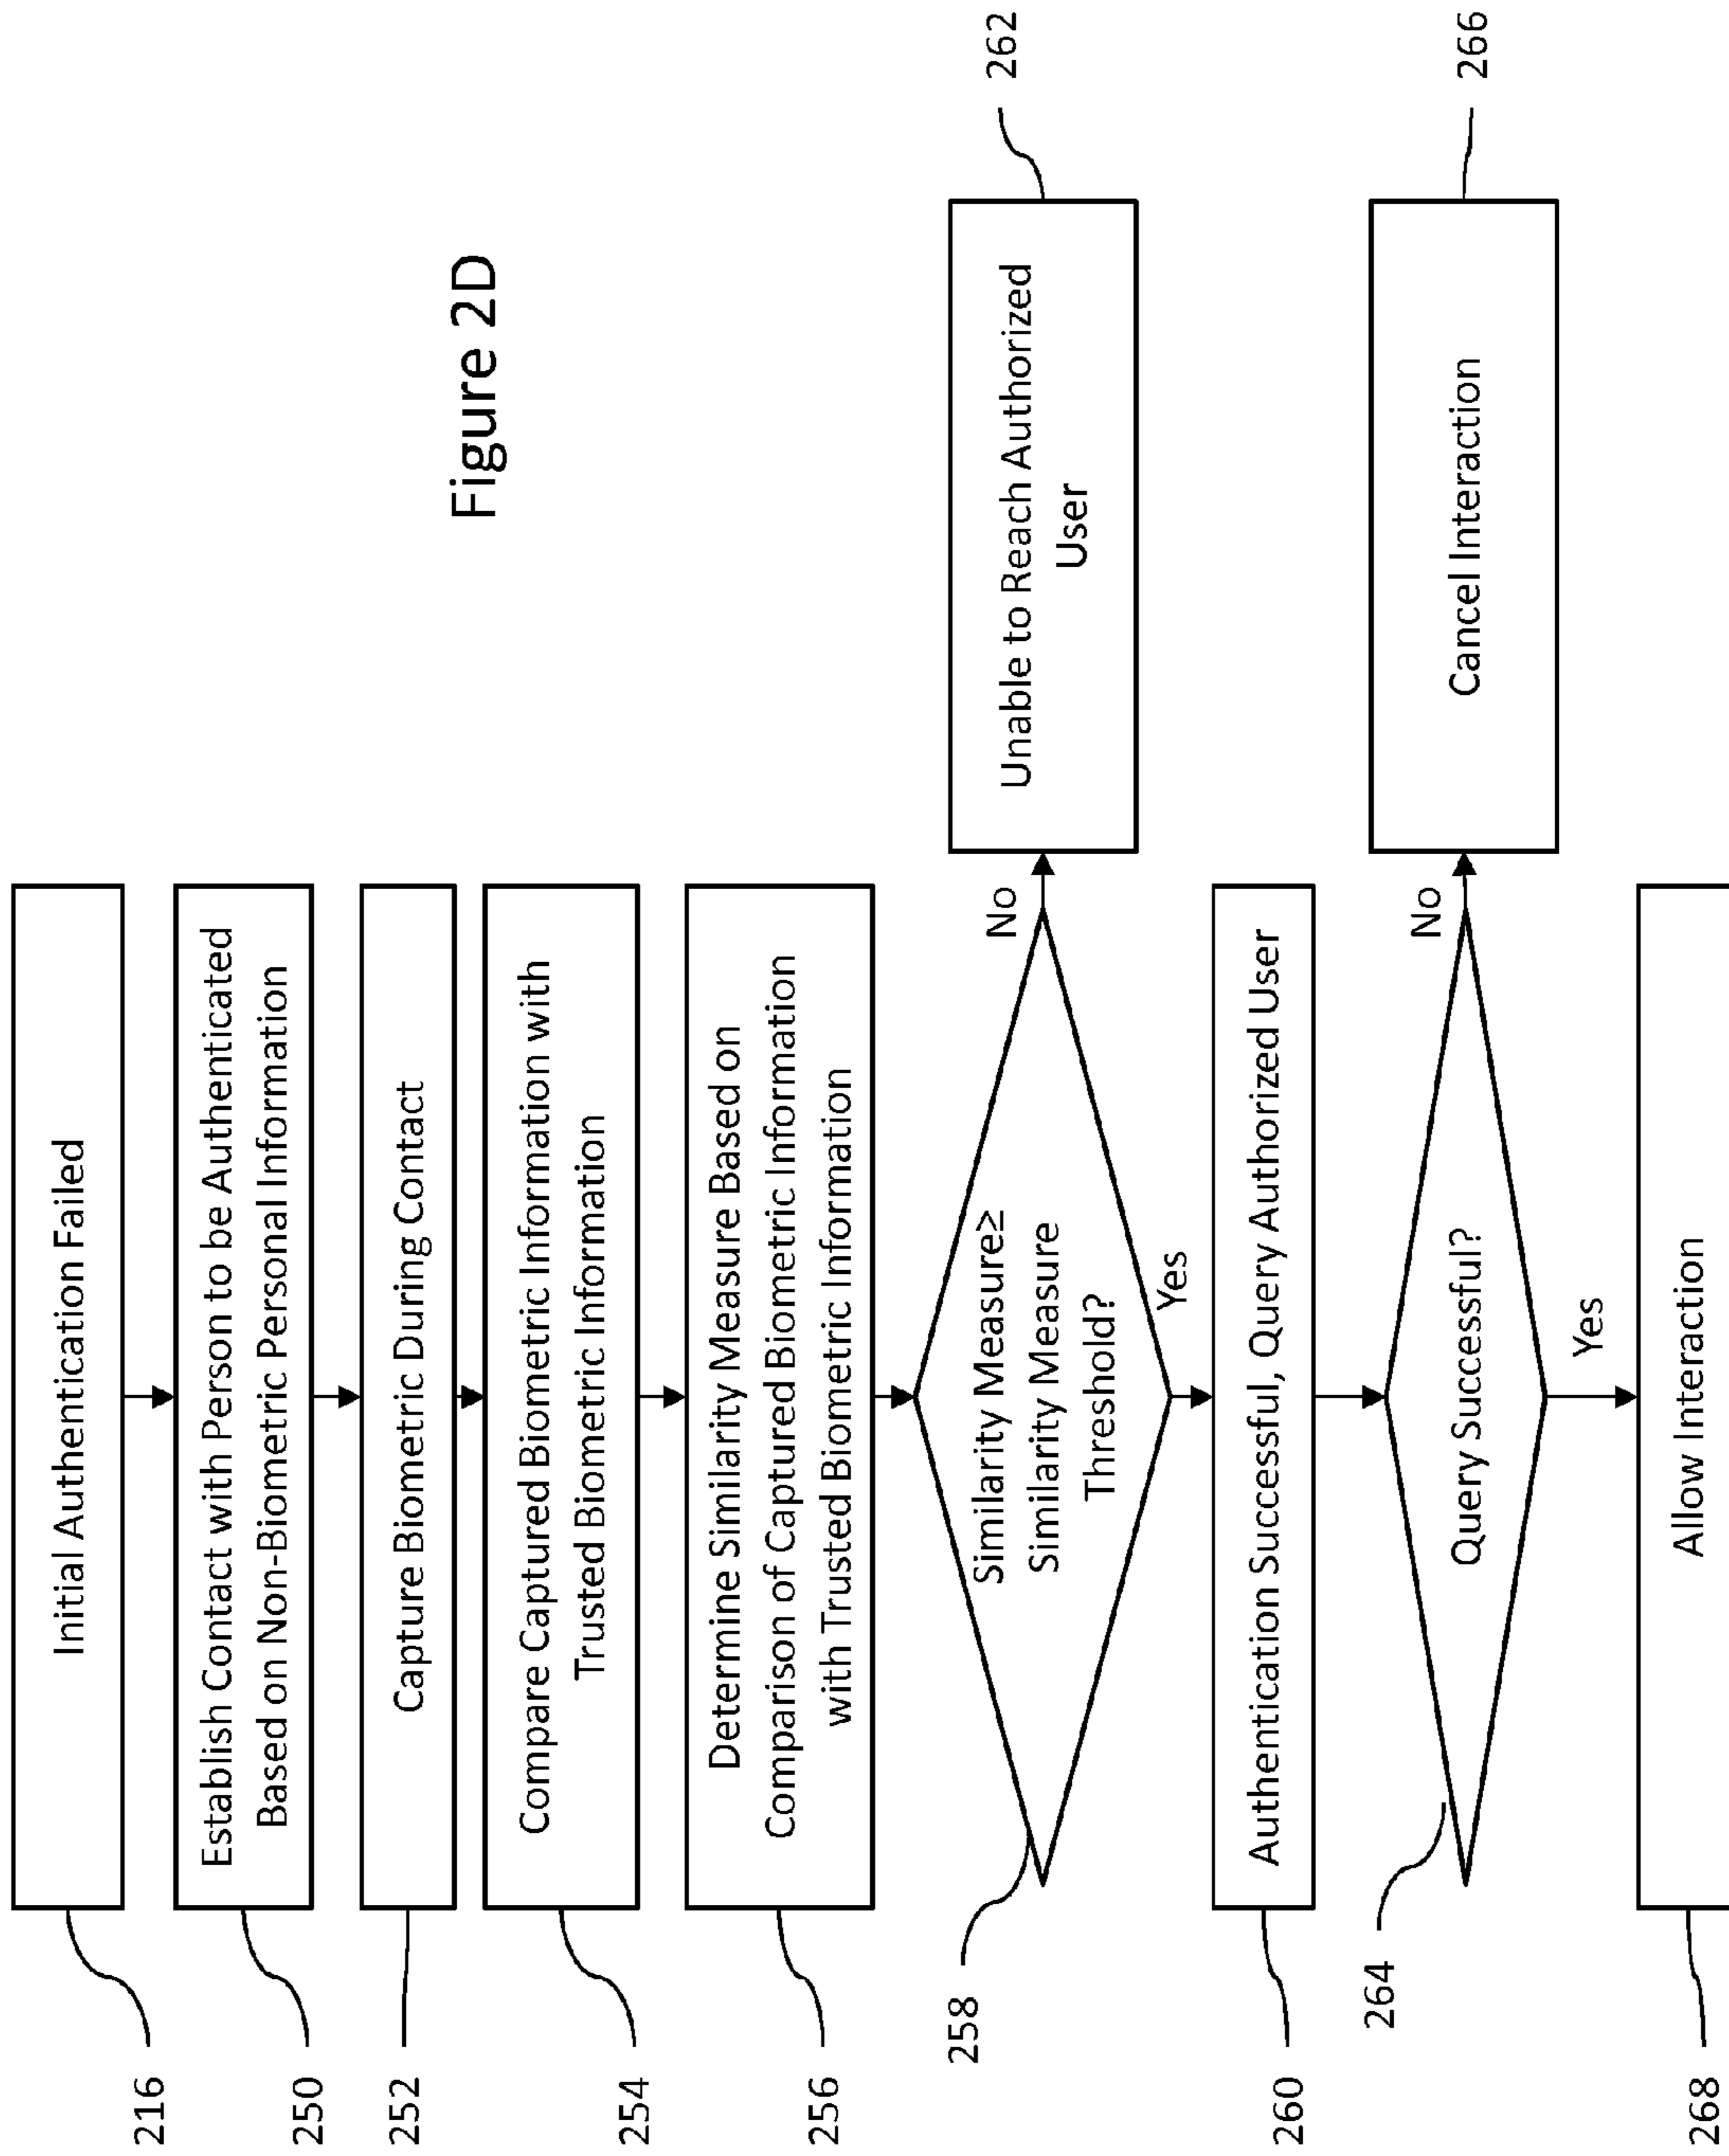 Figure 2D
216
Initial Authentication Failed
250
Establish Contact with Person to be Authenticated
Based on Non-Biometric Personal Information
252
Capture Biometric During Contact
254
Compare Captured Biometric Information with
Trusted Biometric Information
256
Determine Similarity Measure Based on
Comparison of Captured Biometric Information
with Trusted Biometric Information
258
Similarity Measure≥
Similarity Measure
Threshold?
No
Unable to Reach Authorized
User
262
Yes
260
Authentication Successful, Query Authorized User
264
Query Successful?
No
Cancel Interaction
266
Yes
268
Allow Interaction